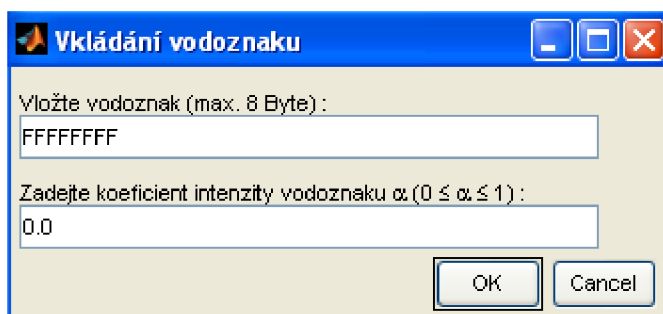 Vkládání vodoznaku
Vložte vodoznak (max. 8 Byte) :
FFFFFFFF
Zadejte koeficient intenzity vodoznaku α (0 ≤ α ≤ 1) :
0.0
OK Cancel